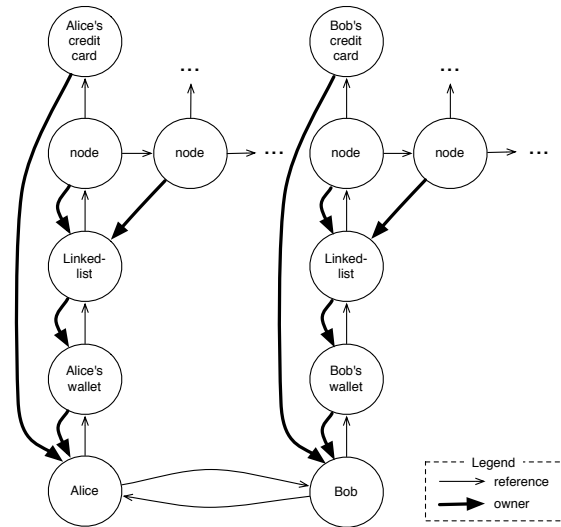 Alice's
credit
card
Bob's
credit
card
...
...
node
node
...
node
node
...
Linked-
list
Linked-
list
Alice's
wallet
Bob's
wallet
Alice
Bob
Legend
reference
owner